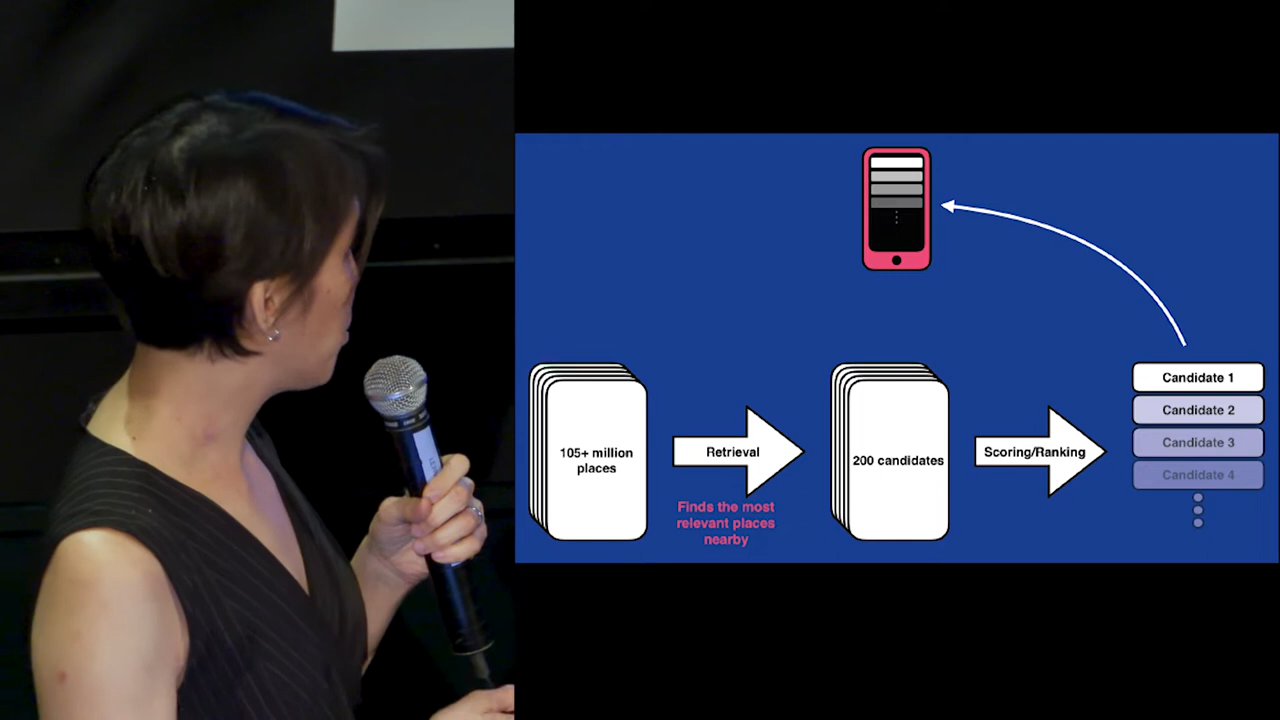 105+ million
places
Retrieval
Finds the most
relevant places
nearby
200 candidates
Scoring/Ranking
Candidate 1
Candidate 2
Candidate 3
Candidate 4